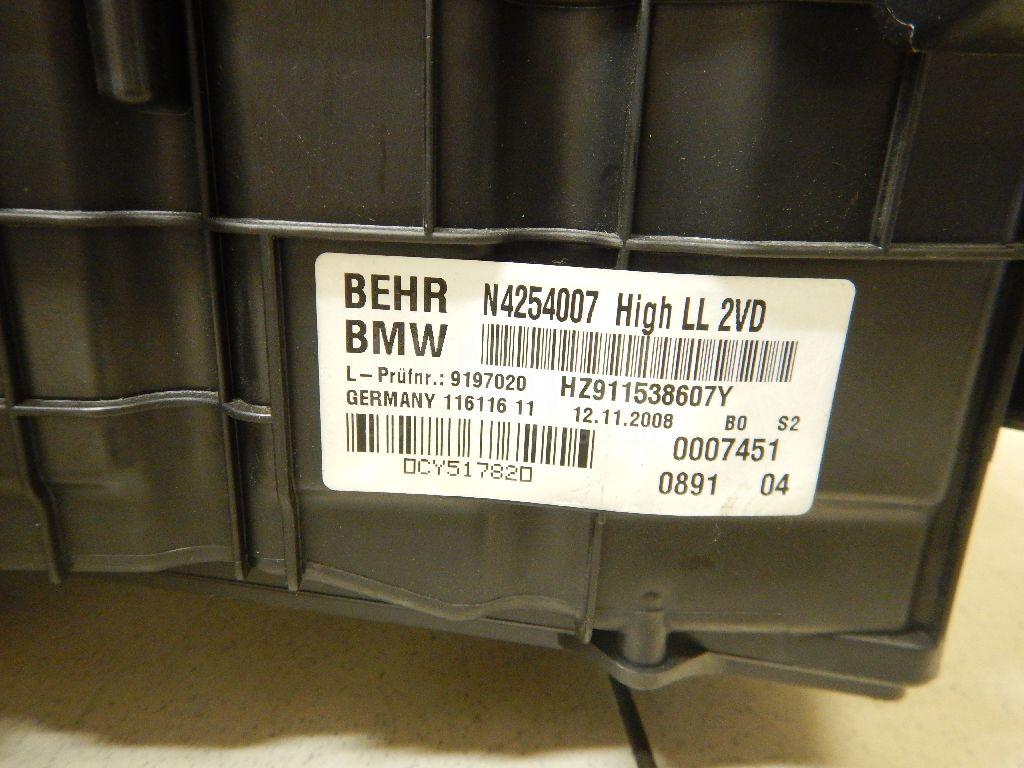 BEHR N4254007 High LL 2VD
BMW
L-Prüfnr.: 9197020 HZ911538607Y
GERMANY 116116 11 12.11.2008 B0 S2
0007451
DCY51782D
0891 04